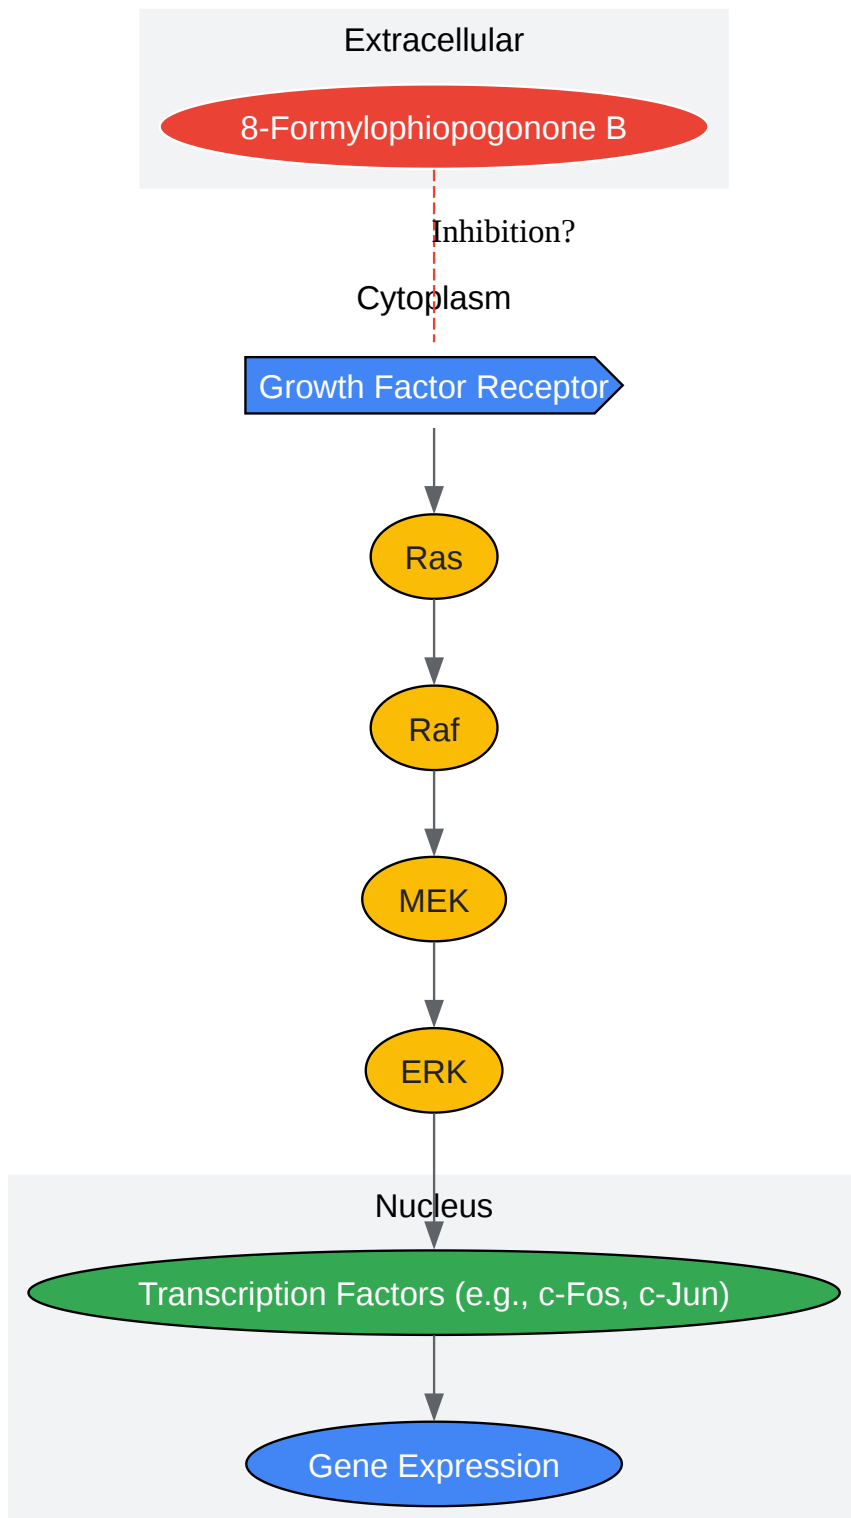 Extracellular
8-Formylophiopogonone B
Inhibition?
Cytoplasm
Growth Factor Receptor
Ras
Raf
MEK
ERK
Nucleus
Transcription Factors (e.g., c-Fos, c-Jun)
Gene Expression